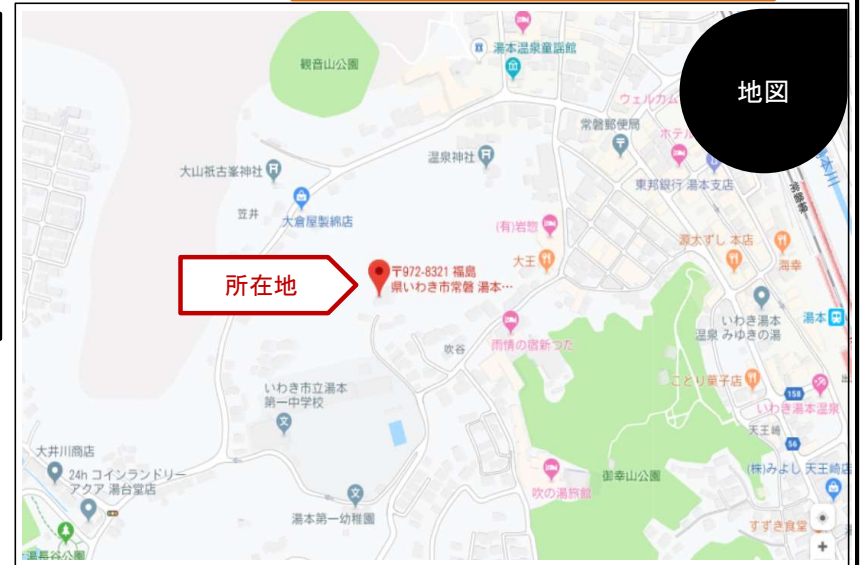 地図
観音山公園
湯本温泉童謡館
ウェルカム
常磐郵便局
ホテル
温泉神社
大山祇古峯神社
東邦銀行 湯本支店
常磐線
笠井
大倉屋製綿店
(有)岩惣
源太ずし 本店
大王
海幸
所在地
〒972-8321 福島
県いわき市常磐 湯本…
いわき湯本
温泉 みゆきの湯
湯本
吹谷
雨情の宿新つた
いわき市立湯本
第一中学校
ことり菓子店
158
いわき湯本温泉
天王崎
56
大井川商店
24h コインランドリー
アクア 湯台堂店
吹の湯旅館
御幸山公園
(株)みよし 天王崎店
湯本第一幼稚園
すずき食堂
湯長谷公園